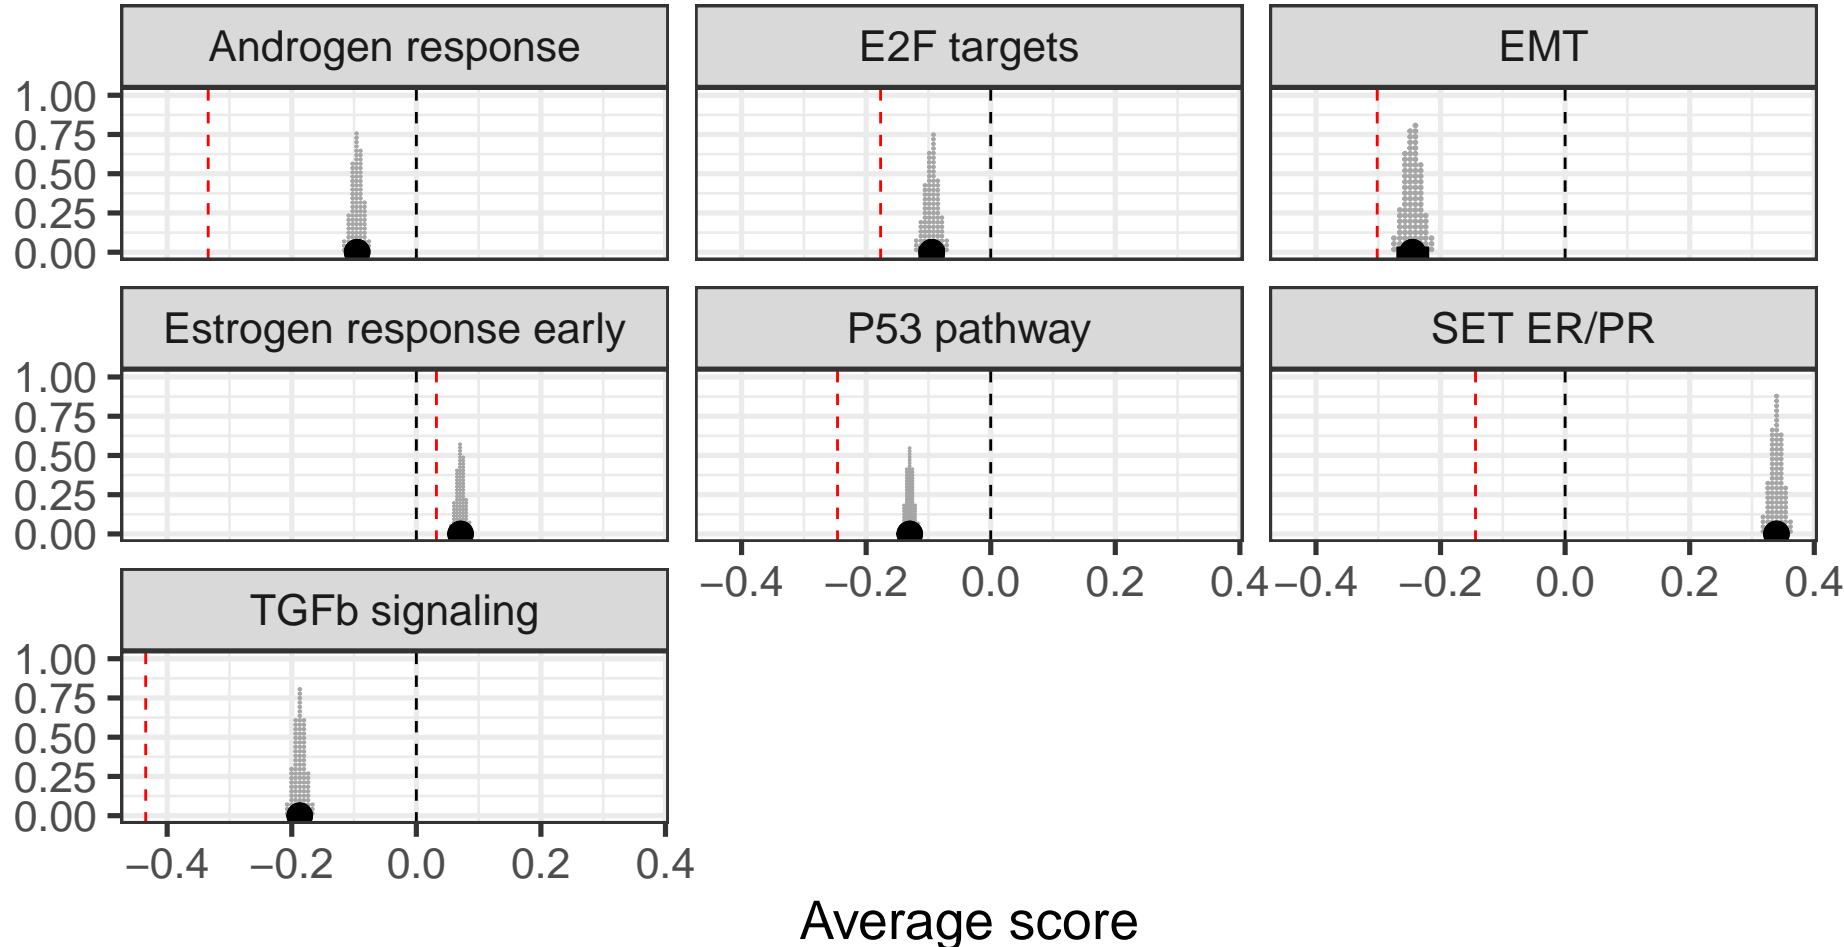 Androgen response E2F targets EMT
1.00
0.75
0.50
0.25
0.00
Estrogen response early P53 pathway SET ER/PR
1.00
0.75
0.50
0.25
0.00
−0.4 −0.2 0.0 0.2 0.4 −0.4 −0.2 0.0 0.2 0.4
TGFb signaling
1.00
0.75
0.50
0.25
0.00
−0.4 −0.2 0.0 0.2 0.4
Average score